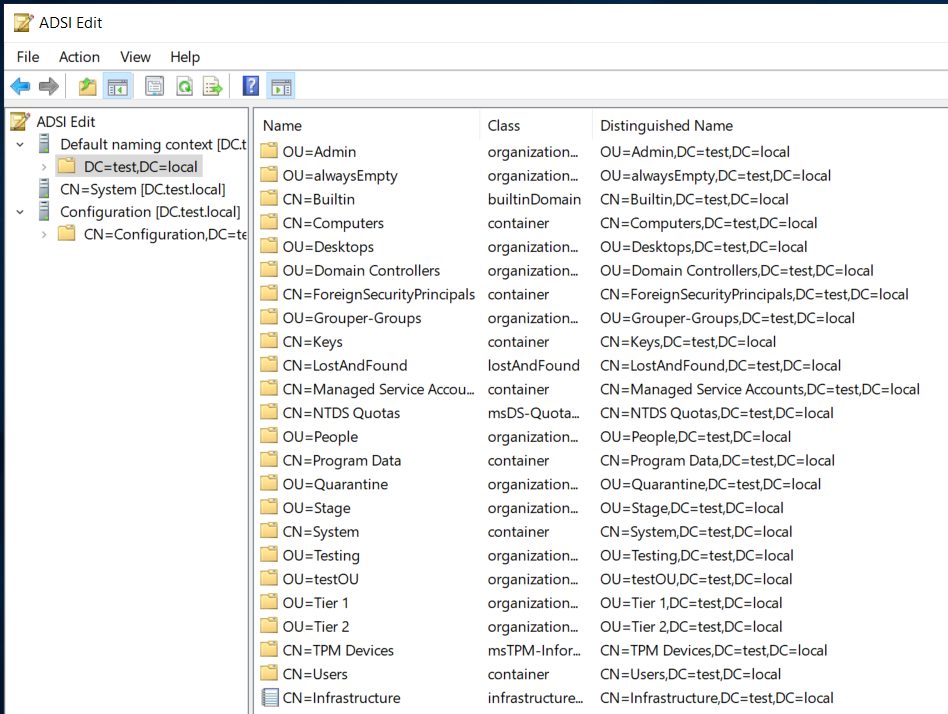 ADSI Edit
File Action View Help
ADSI Edit
Default naming context [DC.t
DC=test,DC=local
CN=System [DC.test.local]
Configuration [DC.test.local]
CN=Configuration,DC=te
Name Class Distinguished Name
OU=Admin organization... OU=Admin,DC=test,DC=local
OU=alwaysEmpty organization... OU=alwaysEmpty,DC=test,DC=local
CN=Builtin builtinDomain CN=Builtin,DC=test,DC=local
CN=Computers container CN=Computers,DC=test,DC=local
OU=Desktops organization... OU=Desktops,DC=test,DC=local
OU=Domain Controllers organization... OU=Domain Controllers,DC=test,DC=local
CN=ForeignSecurityPrincipals container CN=ForeignSecurityPrincipals,DC=test,DC=local
OU=Grouper-Groups organization... OU=Grouper-Groups,DC=test,DC=local
CN=Keys container CN=Keys,DC=test,DC=local
CN=LostAndFound lostAndFound CN=LostAndFound,DC=test,DC=local
CN=Managed Service Accou... container CN=Managed Service Accounts,DC=test,DC=local
CN=NTDS Quotas msDS-Quota... CN=NTDS Quotas,DC=test,DC=local
OU=People organization... OU=People,DC=test,DC=local
CN=Program Data container CN=Program Data,DC=test,DC=local
OU=Quarantine organization... OU=Quarantine,DC=test,DC=local
OU=Stage organization... OU=Stage,DC=test,DC=local
CN=System container CN=System,DC=test,DC=local
OU=Testing organization... OU=Testing,DC=test,DC=local
OU=testOU organization... OU=testOU,DC=test,DC=local
OU=Tier 1 organization... OU=Tier 1,DC=test,DC=local
OU=Tier 2 organization... OU=Tier 2,DC=test,DC=local
CN=TPM Devices msTPM-Infor... CN=TPM Devices,DC=test,DC=local
CN=Users container CN=Users,DC=test,DC=local
CN=Infrastructure infrastructure... CN=Infrastructure,DC=test,DC=local